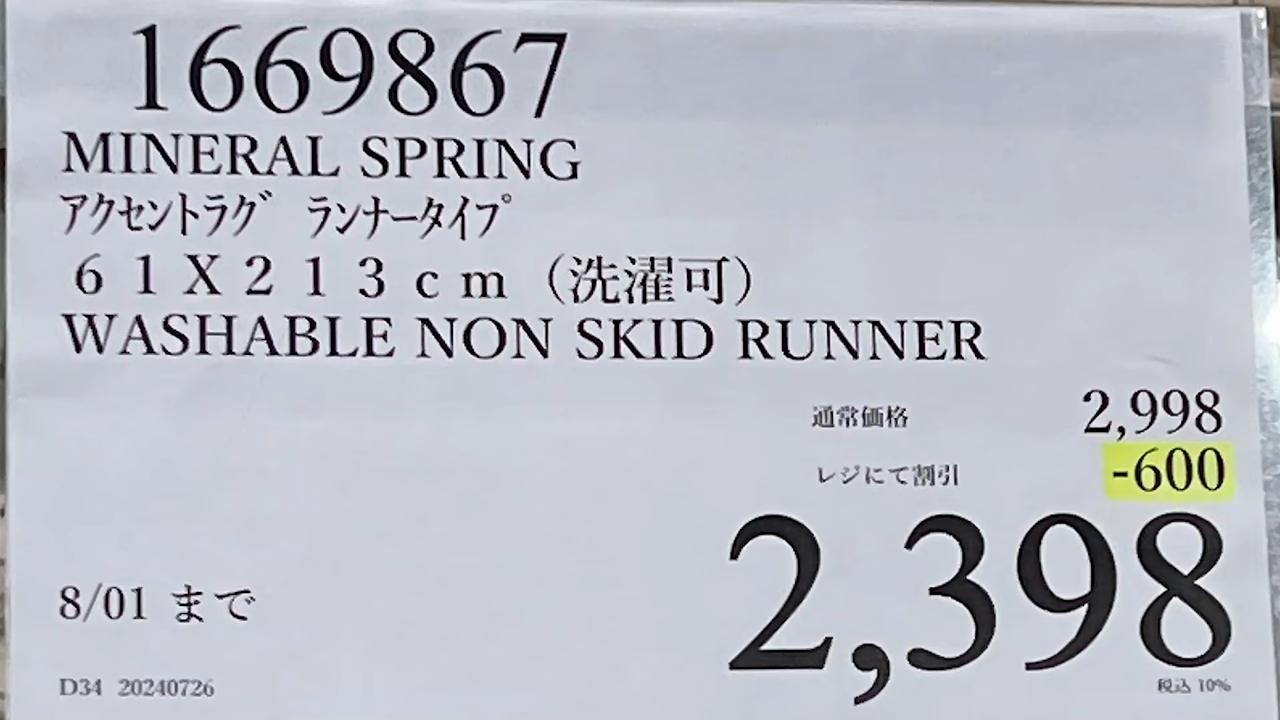 1669867
MINERAL SPRING
ｱｸｾﾝﾄﾗｸﾞ ﾗﾝﾅｰﾀｲﾌﾟ
６１Ｘ２１３ｃｍ（洗濯可）
WASHABLE NON SKID RUNNER
通常価格 2,998
レジにて割引 -600
2,398
8/01 まで
D34 20240726
税込 10%